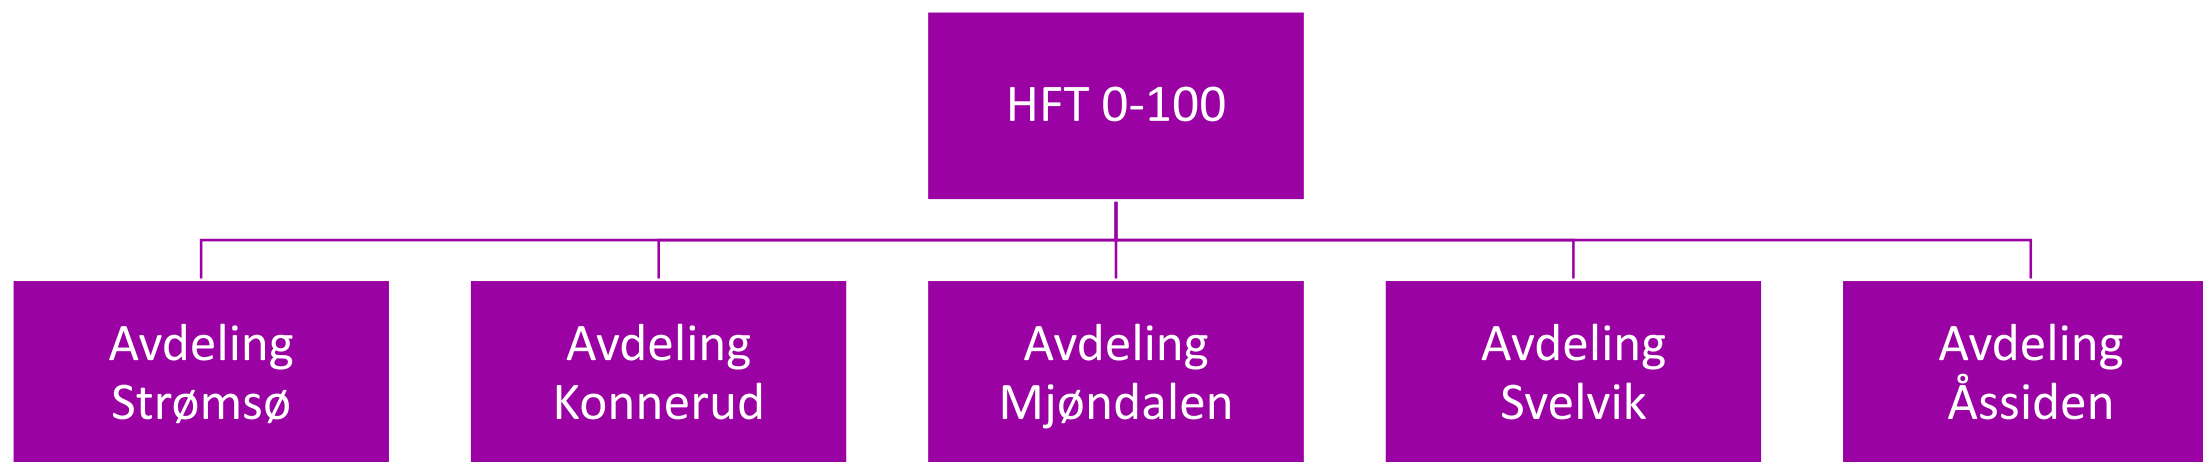 HFT 0-100
Avdeling
Strømsø
Avdeling
Konnerud
Avdeling
Mjøndalen
Avdeling
Svelvik
Avdeling
Åssiden